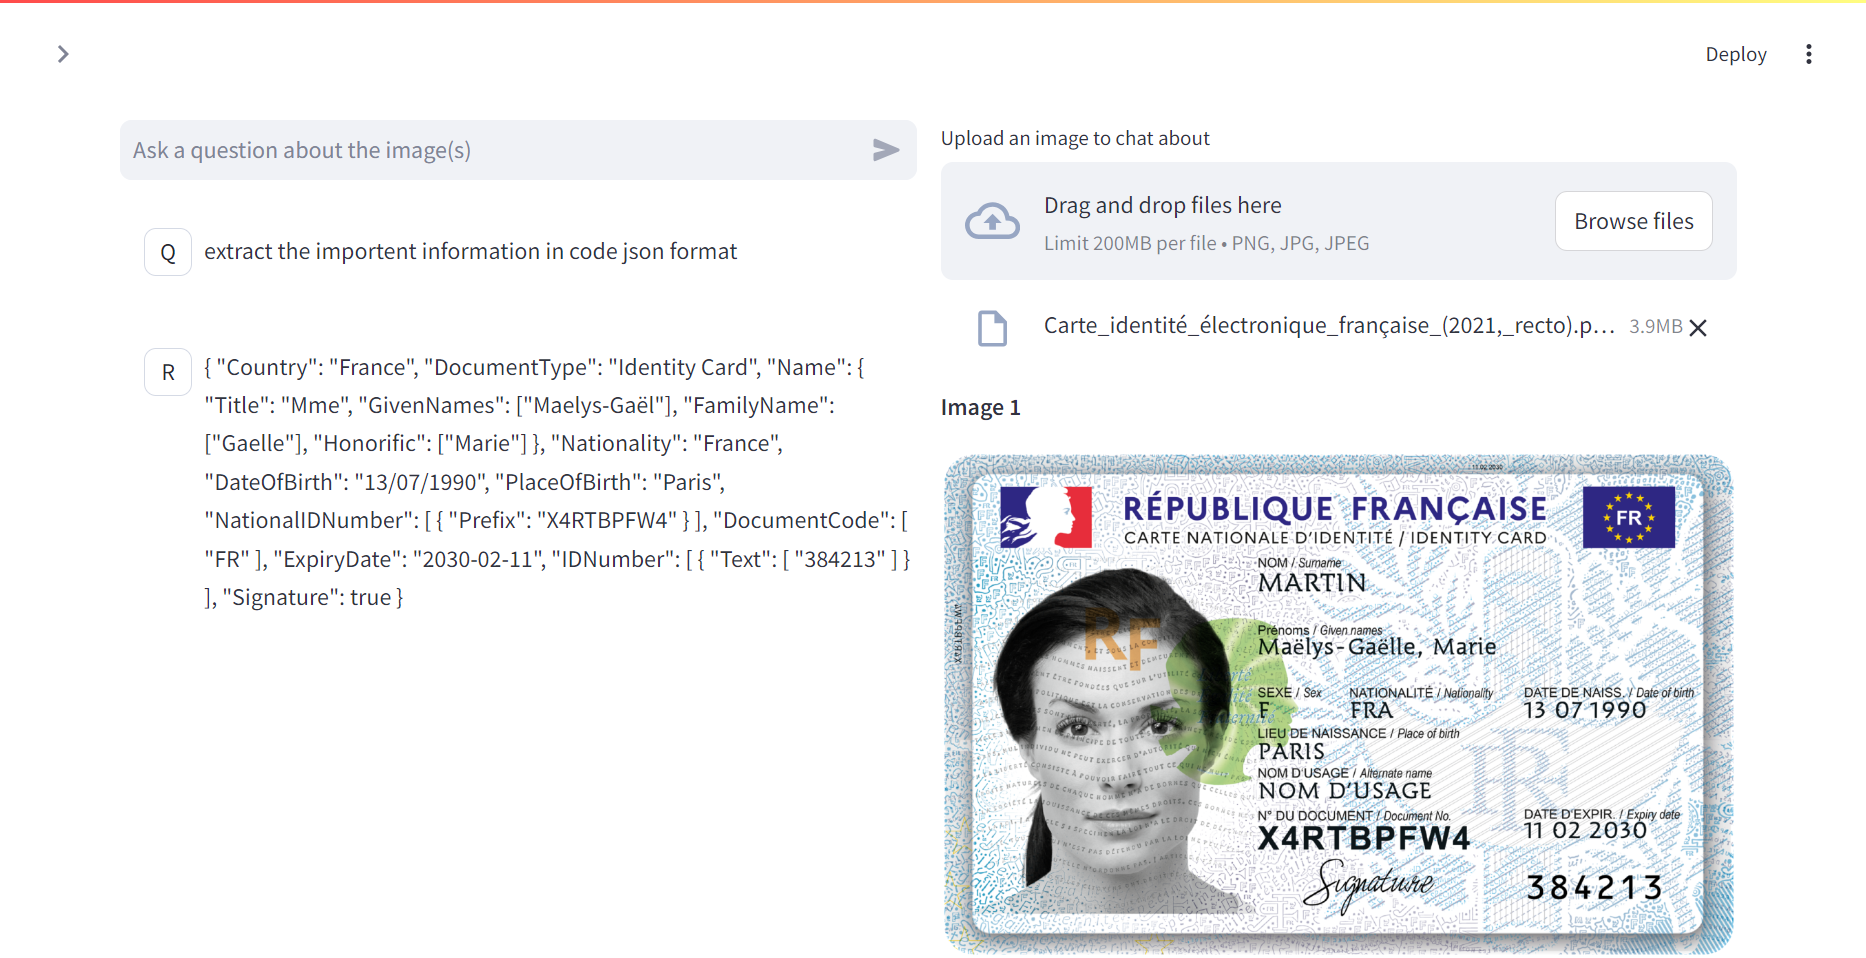 Deploy
Ask a question about the image(s)
Q
extract the importent information in code json format
R
{ "Country": "France", "DocumentType": "Identity Card", "Name": {
"Title": "Mme", "GivenNames": ["Maelys-Gaël"], "FamilyName":
["Gaelle"], "Honorific": ["Marie"] }, "Nationality": "France",
"DateOfBirth": "13/07/1990", "PlaceOfBirth": "Paris",
"NationalIDNumber": [ { "Prefix": "X4RTBPFW4" } ], "DocumentCode": [
"FR" ], "ExpiryDate": "2030-02-11", "IDNumber": [ { "Text": [ "384213" ] }
], "Signature": true }
Upload an image to chat about
Drag and drop files here
Limit 200MB per file • PNG, JPG, JPEG
Browse files
Carte_identité_électronique_française_(2021,_recto).p...
3.9MB
Image 1
11 02 2030
RÉPUBLIQUE FRANÇAISE
FR
CARTE NATIONALE D'IDENTITÉ / IDENTITY CARD
NOM / Surname
MARTIN
RF
Prénoms / Given names
Maëlys-Gaëlle, Marie
SEXE / Sex NATIONALITÉ / Nationality DATE DE NAISS. / Date of birth
F FRA 13 07 1990
LIEU DE NAISSANCE / Place of birth
PARIS
NOM D'USAGE / Alternate name
NOM D'USAGE
N° DU DOCUMENT / Document No. DATE D'EXPIR. / Expiry date
X4RTBPFW4 11 02 2030
Signature
384213